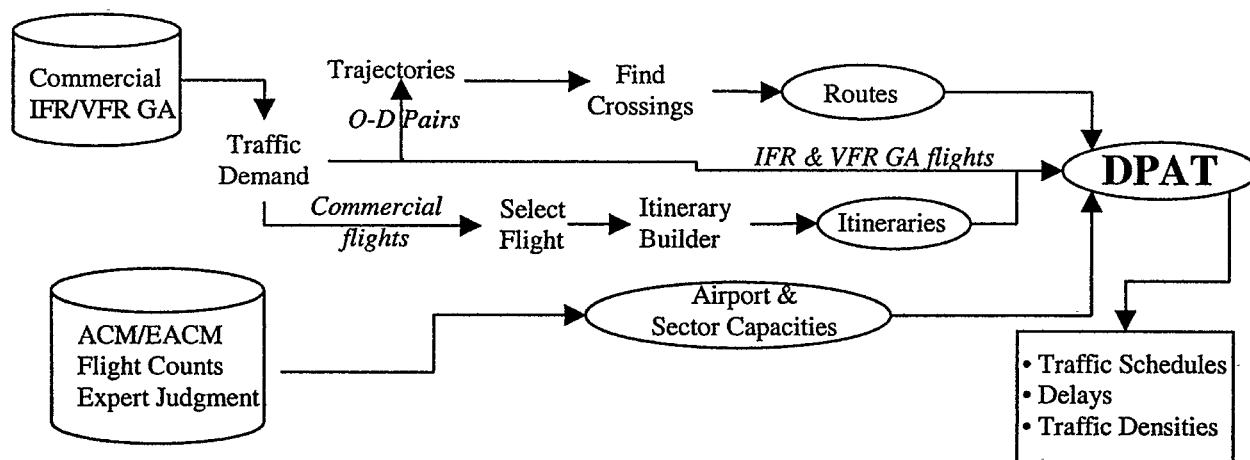 Commercial
IFR/VFR GA
Trajectories
Find
Crossings
Routes
O-D Pairs
Traffic
Demand
IFR & VFR GA flights
DPAT
Commercial
flights
Select
Flight
Itinerary
Builder
Itineraries
ACM/EACM
Flight Counts
Expert Judgment
Airport &
Sector Capacities
• Traffic Schedules
• Delays
• Traffic Densities